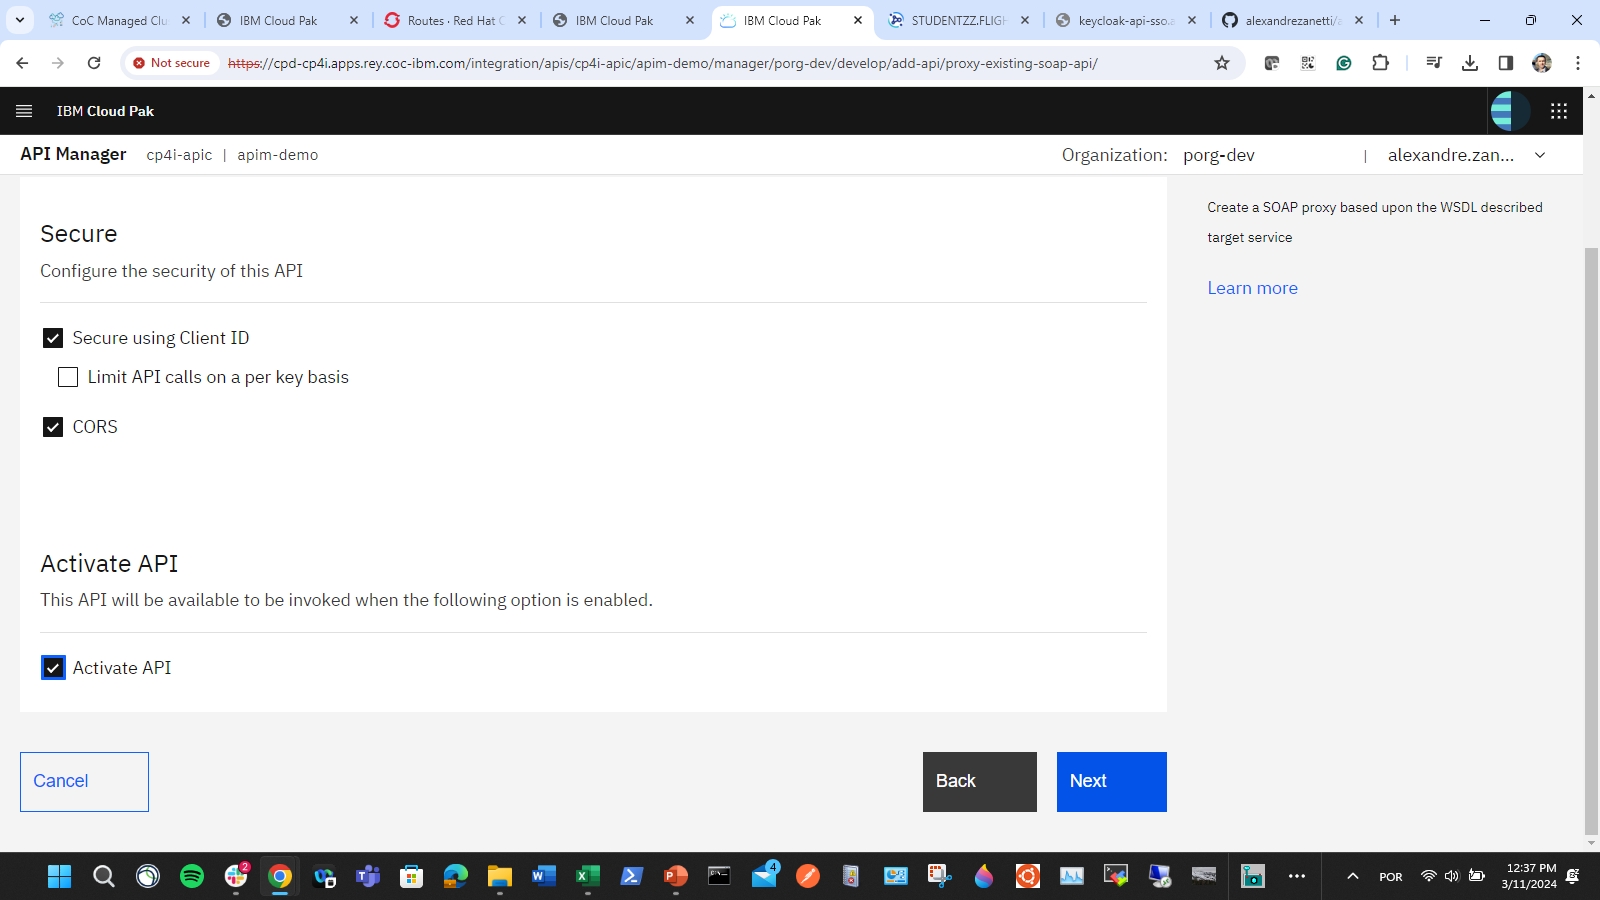 CoC Managed Clu
IBM Cloud Pak
Routes · Red Hat C
IBM Cloud Pak
IBM Cloud Pak
STUDENTZZ.FLIGH
keycloak-api-sso.a
alexandrezanetti/a
Not secure
https://cpd-cp4i.apps.rey.coc-ibm.com/integration/apis/cp4i-apic/apim-demo/manager/porg-dev/develop/add-api/proxy-existing-soap-api/
IBM Cloud Pak
API Manager cp4i-apic | apim-demo
Organization: porg-dev | alexandre.zan...
Create a SOAP proxy based upon the WSDL described
target service
Learn more
Secure
Configure the security of this API
Secure using Client ID
Limit API calls on a per key basis
CORS
Activate API
This API will be available to be invoked when the following option is enabled.
Activate API
Cancel
Back
Next
2
4
POR
12:37 PM
3/11/2024